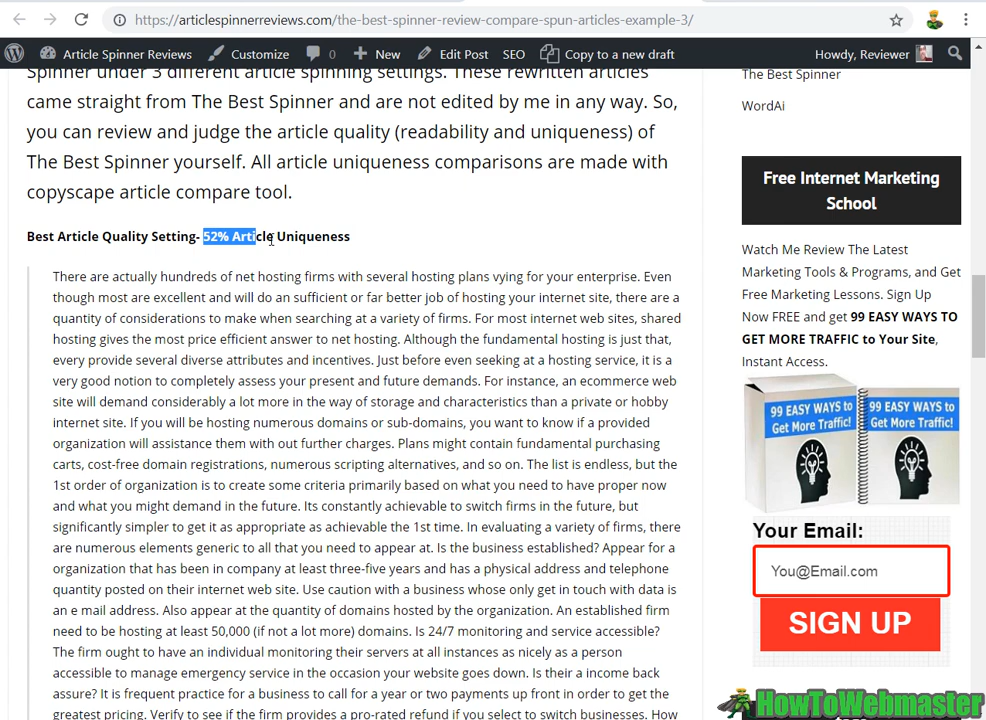 https://articlespinnerreviews.com/the-best-spinner-review-compare-spun-articles-example-3/
Article Spinner Reviews Customize 0 New Edit Post SEO Copy to a new draft Howdy, Reviewer
Spinner under 3 different article spinning settings. These rewritten articles
came straight from The Best Spinner and are not edited by me in any way. So,
you can review and judge the article quality (readability and uniqueness) of
The Best Spinner yourself. All article uniqueness comparisons are made with
copyscape article compare tool.
Best Article Quality Setting- 52% Article Uniqueness
There are actually hundreds of net hosting firms with several hosting plans vying for your enterprise. Even
though most are excellent and will do an sufficient or far better job of hosting your internet site, there are a
quantity of considerations to make when searching at a variety of firms. For most internet web sites, shared
hosting gives the most price efficient answer to net hosting. Although the fundamental hosting is just that,
every provide several diverse attributes and incentives. Just before even seeking at a hosting service, it is a
very good notion to completely assess your present and future demands. For instance, an ecommerce web
site will demand considerably a lot more in the way of storage and characteristics than a private or hobby
internet site. If you will be hosting numerous domains or sub-domains, you want to know if a provided
organization will assistance them with out further charges. Plans might contain fundamental purchasing
carts, cost-free domain registrations, numerous scripting alternatives, and so on. The list is endless, but the
1st order of organization is to create some criteria primarily based on what you need to have proper now
and what you might demand in the future. Its constantly achievable to switch firms in the future, but
significantly simpler to get it as appropriate as achievable the 1st time. In evaluating a variety of firms, there
are numerous elements generic to all that you need to appear at. Is the business established? Appear for a
organization that has been in company at least three-five years and has a physical address and telephone
quantity posted on their internet web site. Use caution with a business whose only get in touch with data is
an e mail address. Also appear at the quantity of domains hosted by the organization. An established firm
need to be hosting at least 50,000 (if not a lot more) domains. Is 24/7 monitoring and service accessible?
The firm ought to have an individual monitoring their servers at all instances as nicely as a person
accessible to manage emergency service in the occasion your website goes down. Is their a income back
assure? It is frequent practice for a business to call for a year or two payments up front in order to get the
greatest pricing. Verify to see if the firm provides a pro-rated refund if you select to switch businesses. How
The Best Spinner
WordAi
Free Internet Marketing
School
Watch Me Review The Latest
Marketing Tools & Programs, and Get
Free Marketing Lessons. Sign Up
Now FREE and get 99 EASY WAYS TO
GET MORE TRAFFIC to Your Site,
Instant Access.
99 EASY WAYS to
Get More Traffic!
99 EASY WAYS to
Get More Traffic!
Your Email:
You@Email.com
SIGN UP
HowToWebmaster